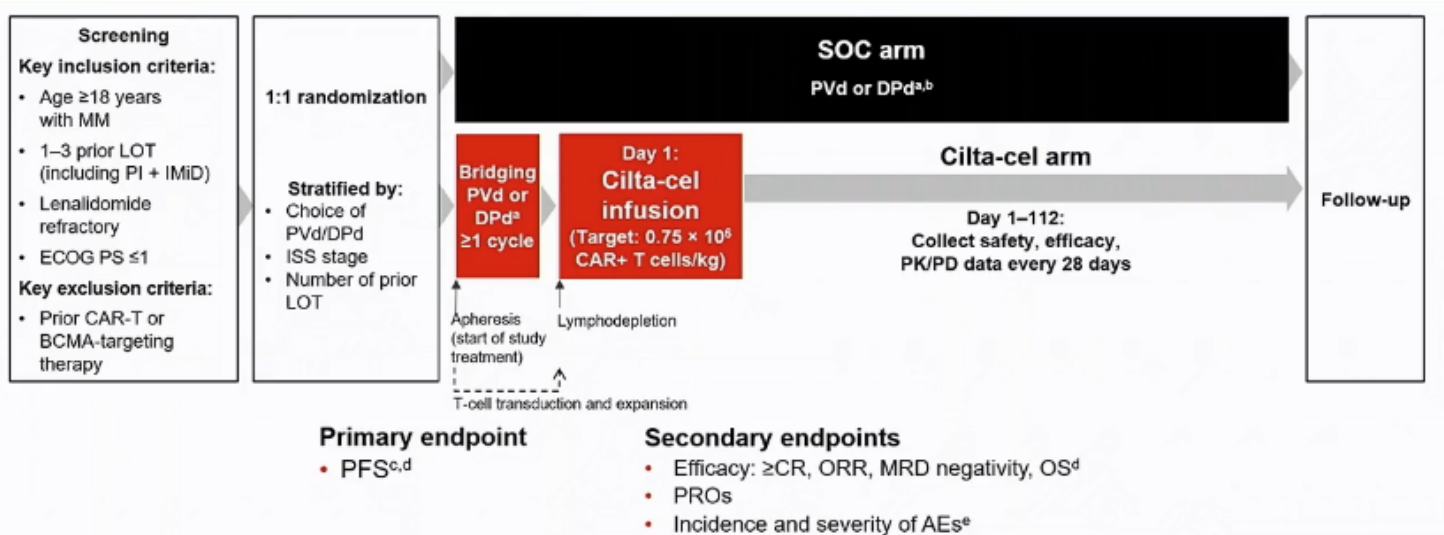 Screening
Key inclusion criteria:
• Age ≥18 years
with MM
• 1–3 prior LOT
(including PI + IMiD)
• Lenalidomide
refractory
• ECOG PS ≤1
Key exclusion criteria:
• Prior CAR-T or
BCMA-targeting
therapy
1:1 randomization
Stratified by:
• Choice of
PVd/DPd
• ISS stage
• Number of prior
LOT
SOC arm
PVd or DPdᵃ,ᵇ
Bridging
PVd or
DPdᵃ
≥1 cycle
Day 1:
Cilta-cel
infusion
(Target: 0.75 × 10⁶
CAR+ T cells/kg)
Cilta-cel arm
Day 1–112:
Collect safety, efficacy,
PK/PD data every 28 days
Apheresis
(start of study
treatment)
Lymphodepletion
T-cell transduction and expansion
Follow-up
Primary endpoint
• PFSᶜ,ᵈ
Secondary endpoints
• Efficacy: ≥CR, ORR, MRD negativity, OSᵈ
• PROs
• Incidence and severity of AEsᵉ